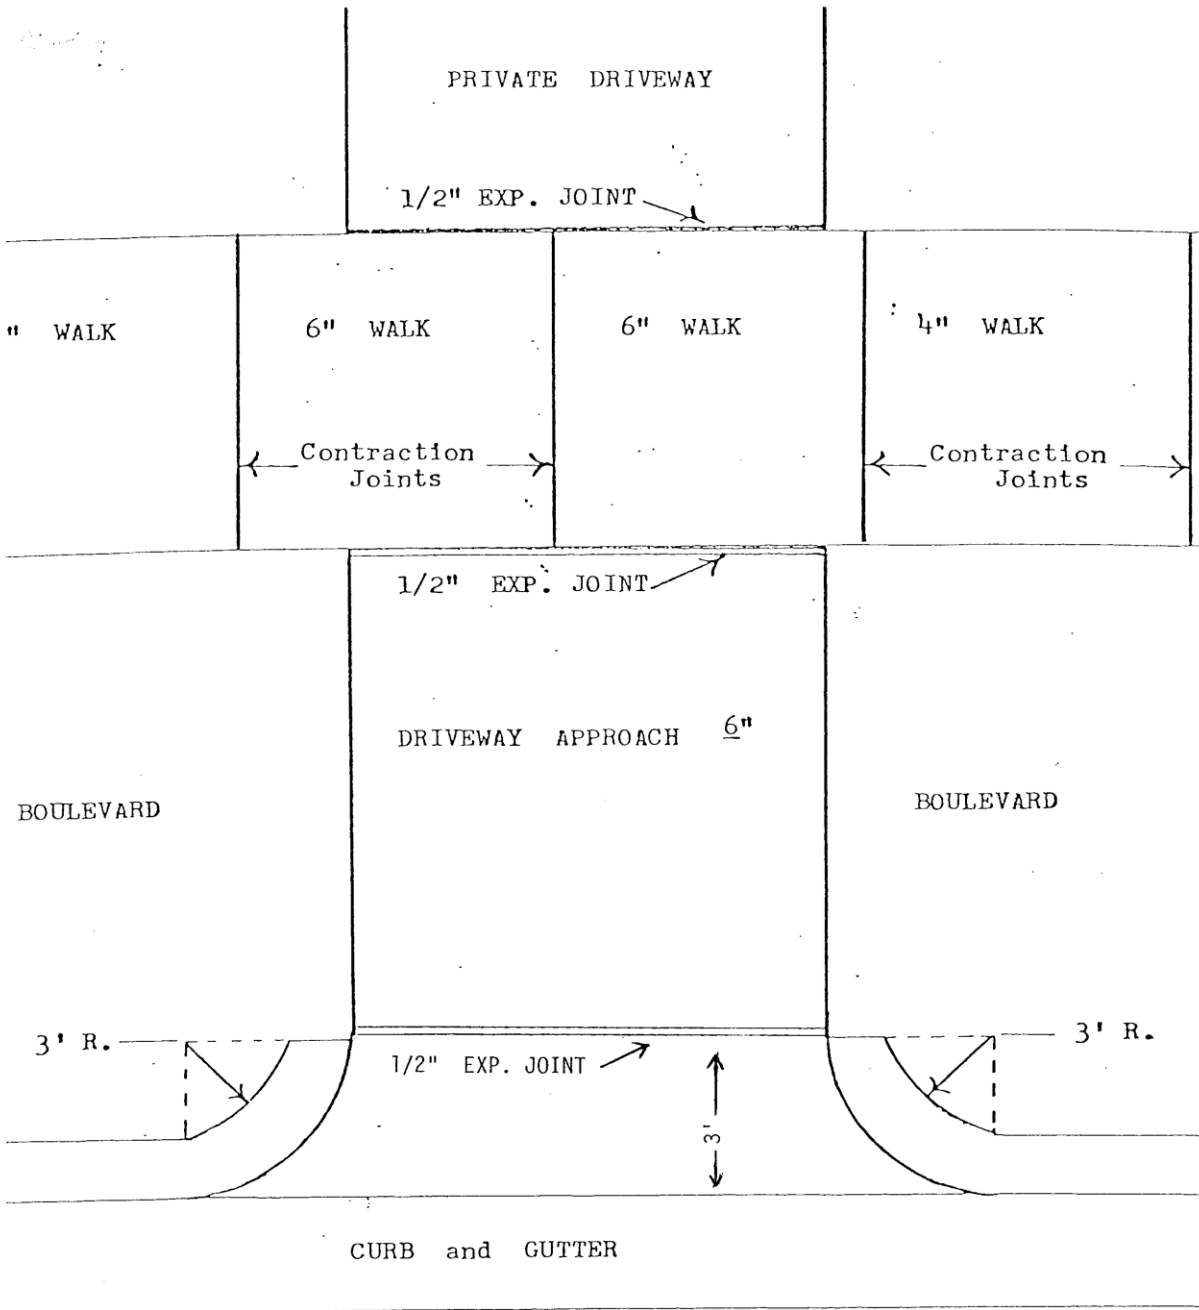 PRIVATE DRIVEWAY
1/2" EXP. JOINT
" WALK
6" WALK
6" WALK
4" WALK
Contraction
Joints
Contraction
Joints
1/2" EXP. JOINT
DRIVEWAY APPROACH 6"
BOULEVARD
BOULEVARD
3' R.
3' R.
1/2" EXP. JOINT
3'
CURB and GUTTER